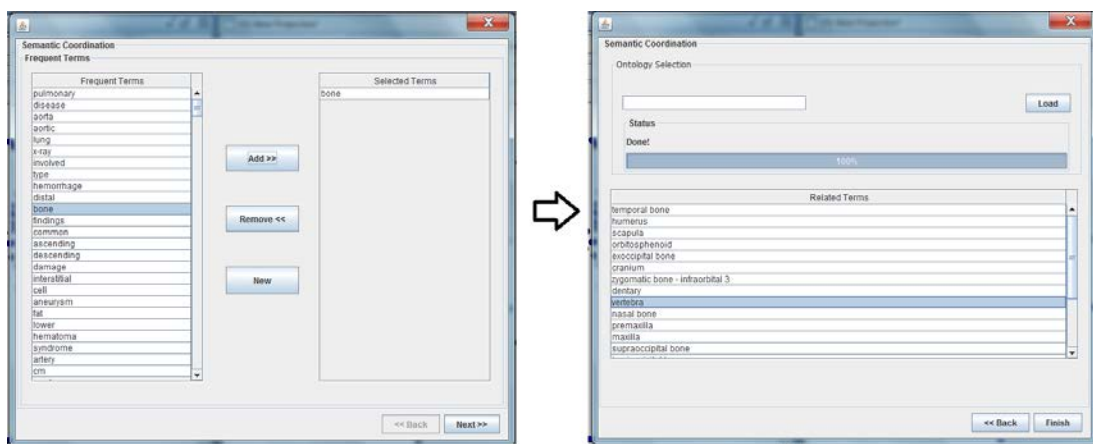 Semantic Coordination
Frequent Terms
Frequent Terms
pulmonary
disease
aorta
aortic
lung
x-ray
involved
type
hemorrhage
distal
bone
findings
common
ascending
descending
damage
interstitial
cell
aneurysm
fat
lower
hematoma
syndrome
artery
cm
Add >>
Remove <<
New
Selected Terms
bone
<< Back
Next >>
Semantic Coordination
Ontology Selection
Load
Status
Done!
100%
Related Terms
temporal bone
humerus
scapula
orbitosphenoid
exoccipital bone
cranium
zygomatic bone - infraorbital 3
dentary
vertebra
nasal bone
premaxilla
maxilla
supraoccipital bone
<< Back
Finish